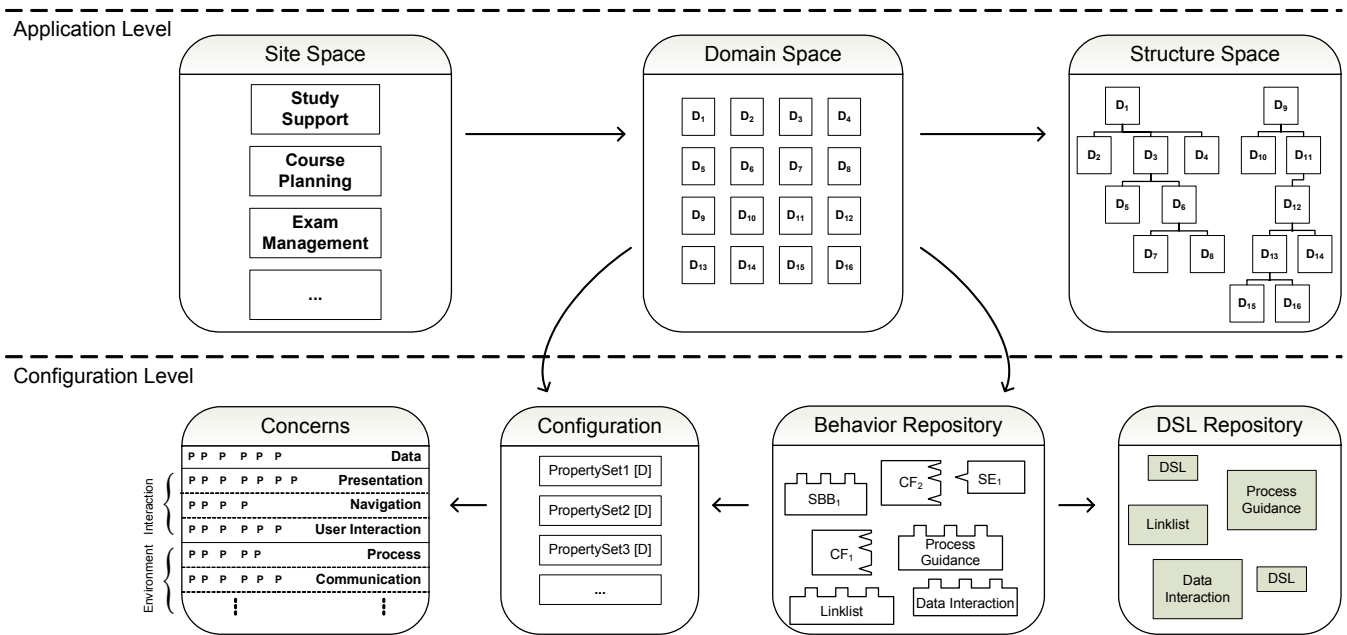 Application Level
Site Space
Study
Support
Course
Planning
Exam
Management
...
Domain Space
D₁ D₂ D₃ D₄
D₅ D₆ D₇ D₈
D₉ D₁₀ D₁₁ D₁₂
D₁₃ D₁₄ D₁₅ D₁₆
Structure Space
D₁ D₉
D₂ D₃ D₄ D₁₀ D₁₁
D₅ D₆ D₁₂
D₇ D₈ D₁₃ D₁₄
D₁₅ D₁₆
Configuration Level
Concerns
Interaction
Environment
P P P P P P Data
P P P P P P P Presentation
P P P P Navigation
P P P P P P User Interaction
P P P P P Process
P P P P P P Communication
Configuration
PropertySet1 [D]
PropertySet2 [D]
PropertySet3 [D]
...
Behavior Repository
SBB₁
CF₂
SE₁
CF₁
Process
Guidance
Linklist
Data Interaction
DSL Repository
DSL
Process
Guidance
Linklist
Data
Interaction
DSL